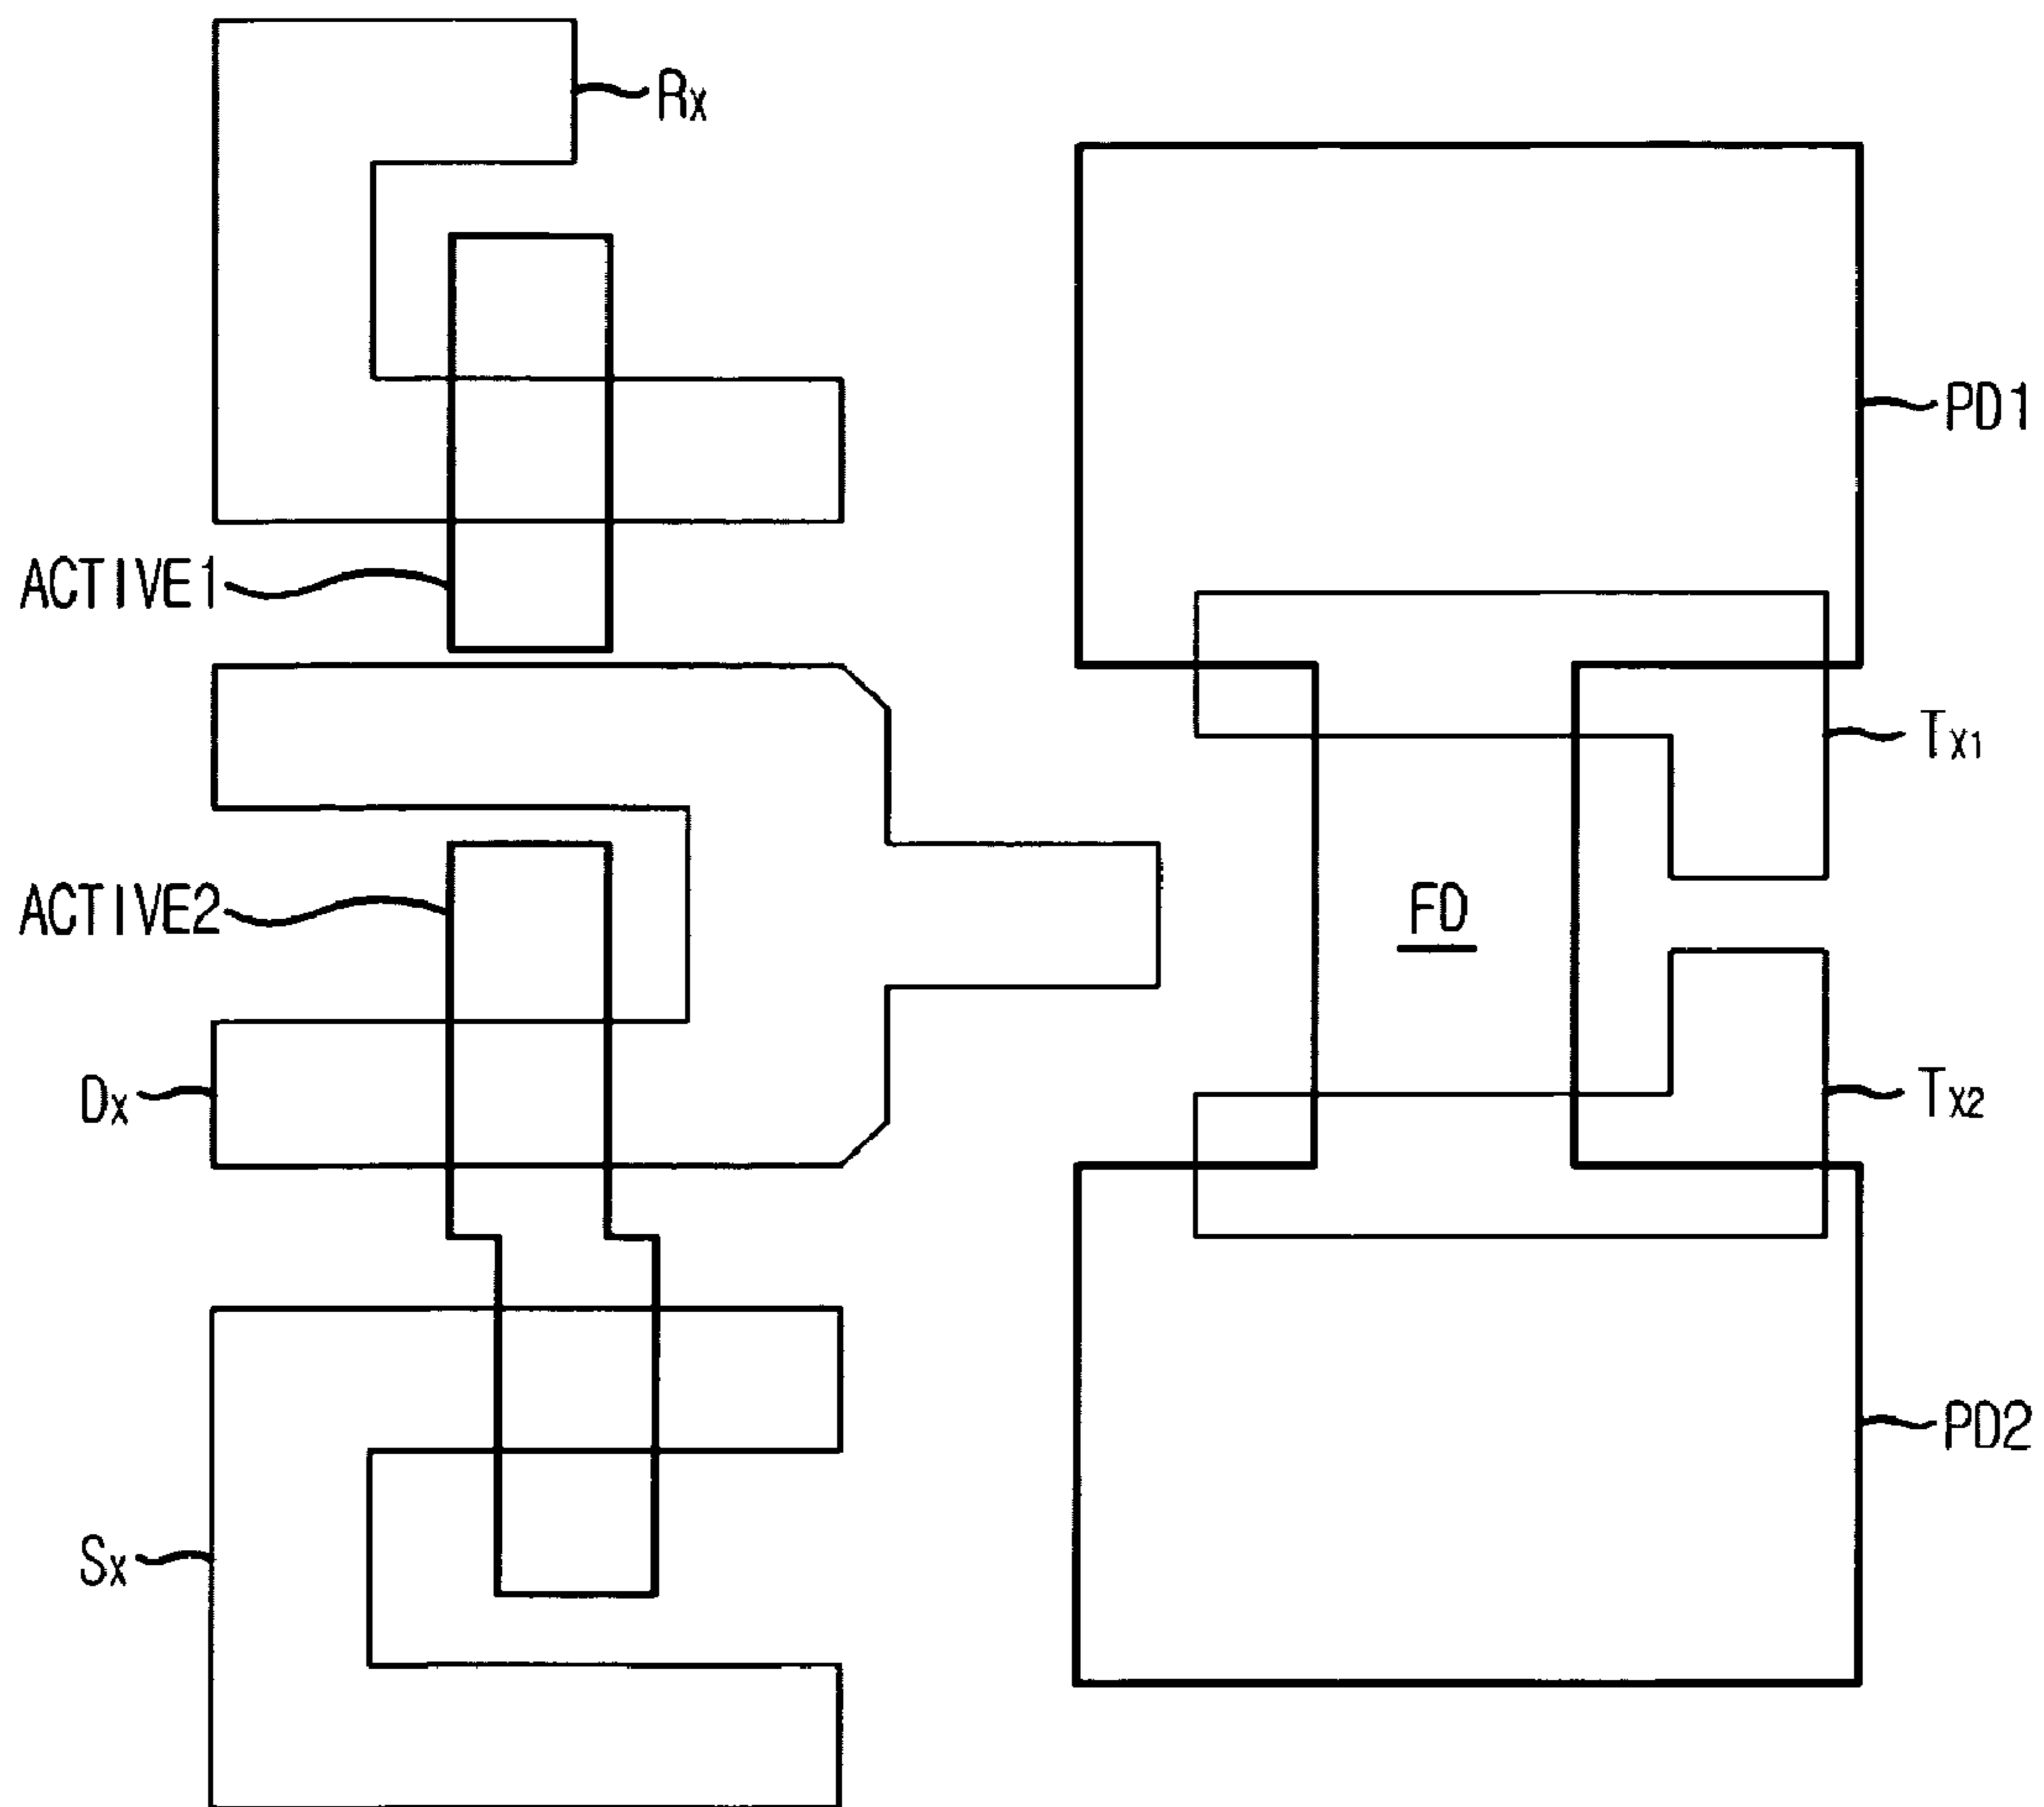 Rx
PD1
ACTIVE1
Tx1
ACTIVE2
FD
Dx
Tx2
PD2
Sx